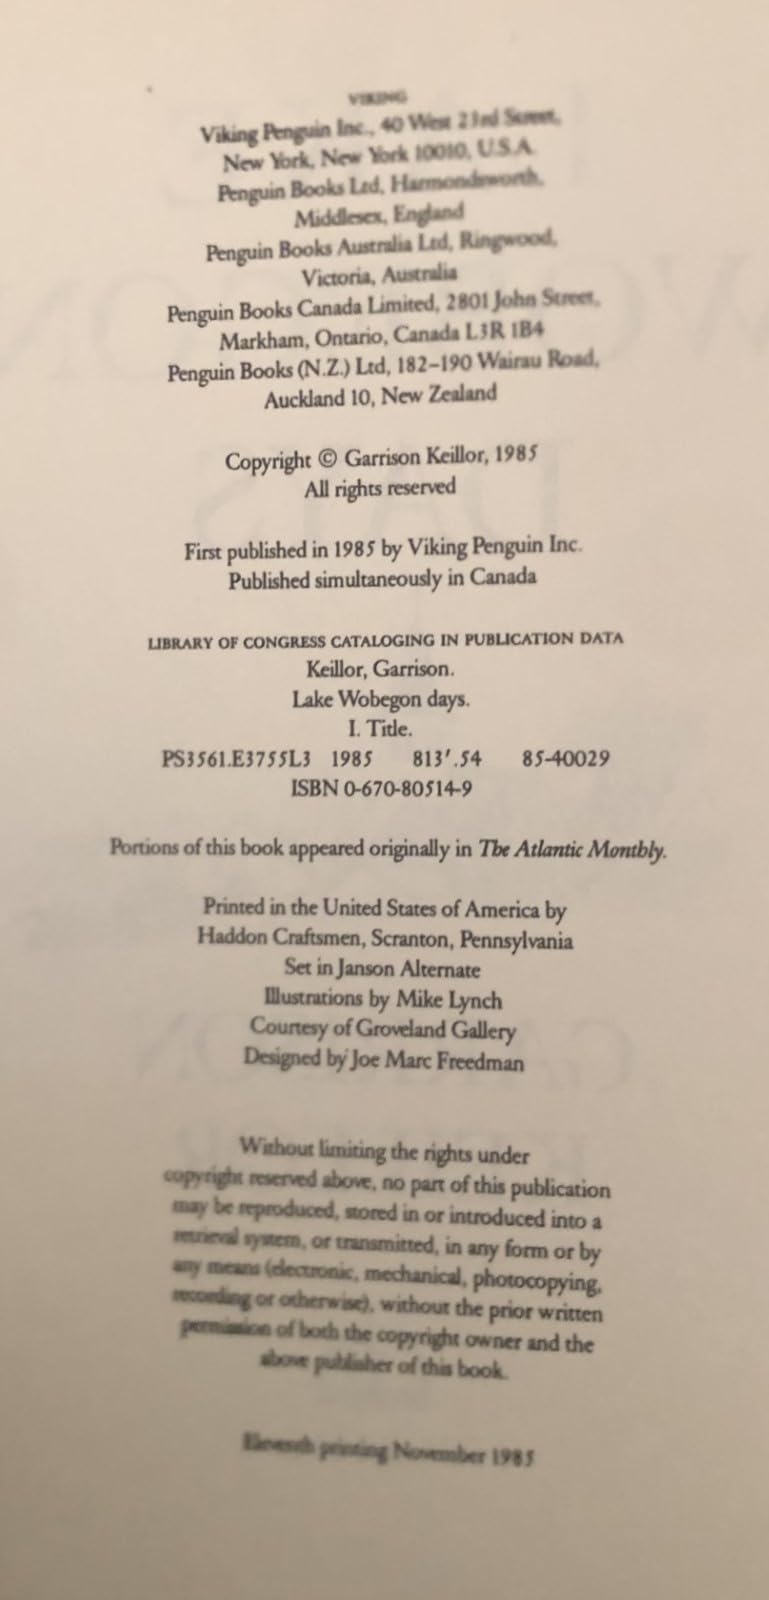 VIKING
Viking Penguin Inc., 40 West 23rd Street,
New York, New York 10010, U.S.A.
Penguin Books Ltd, Harmondsworth,
Middlesex, England
Penguin Books Australia Ltd, Ringwood,
Victoria, Australia
Penguin Books Canada Limited, 2801 John Street,
Markham, Ontario, Canada L3R 1B4
Penguin Books (N.Z.) Ltd, 182–190 Wairau Road,
Auckland 10, New Zealand
Copyright © Garrison Keillor, 1985
All rights reserved
First published in 1985 by Viking Penguin Inc.
Published simultaneously in Canada
LIBRARY OF CONGRESS CATALOGING IN PUBLICATION DATA
Keillor, Garrison.
Lake Wobegon days.
I. Title.
PS3561.E3755L3 1985 813'.54 85-40029
ISBN 0-670-80514-9
Portions of this book appeared originally in The Atlantic Monthly.
Printed in the United States of America by
Haddon Craftsmen, Scranton, Pennsylvania
Set in Janson Alternate
Illustrations by Mike Lynch
Courtesy of Groveland Gallery
Designed by Joe Marc Freedman
Without limiting the rights under
copyright reserved above, no part of this publication
may be reproduced, stored in or introduced into a
retrieval system, or transmitted, in any form or by
any means (electronic, mechanical, photocopying,
recording or otherwise), without the prior written
permission of both the copyright owner and the
above publisher of this book.
Eleventh printing November 1985